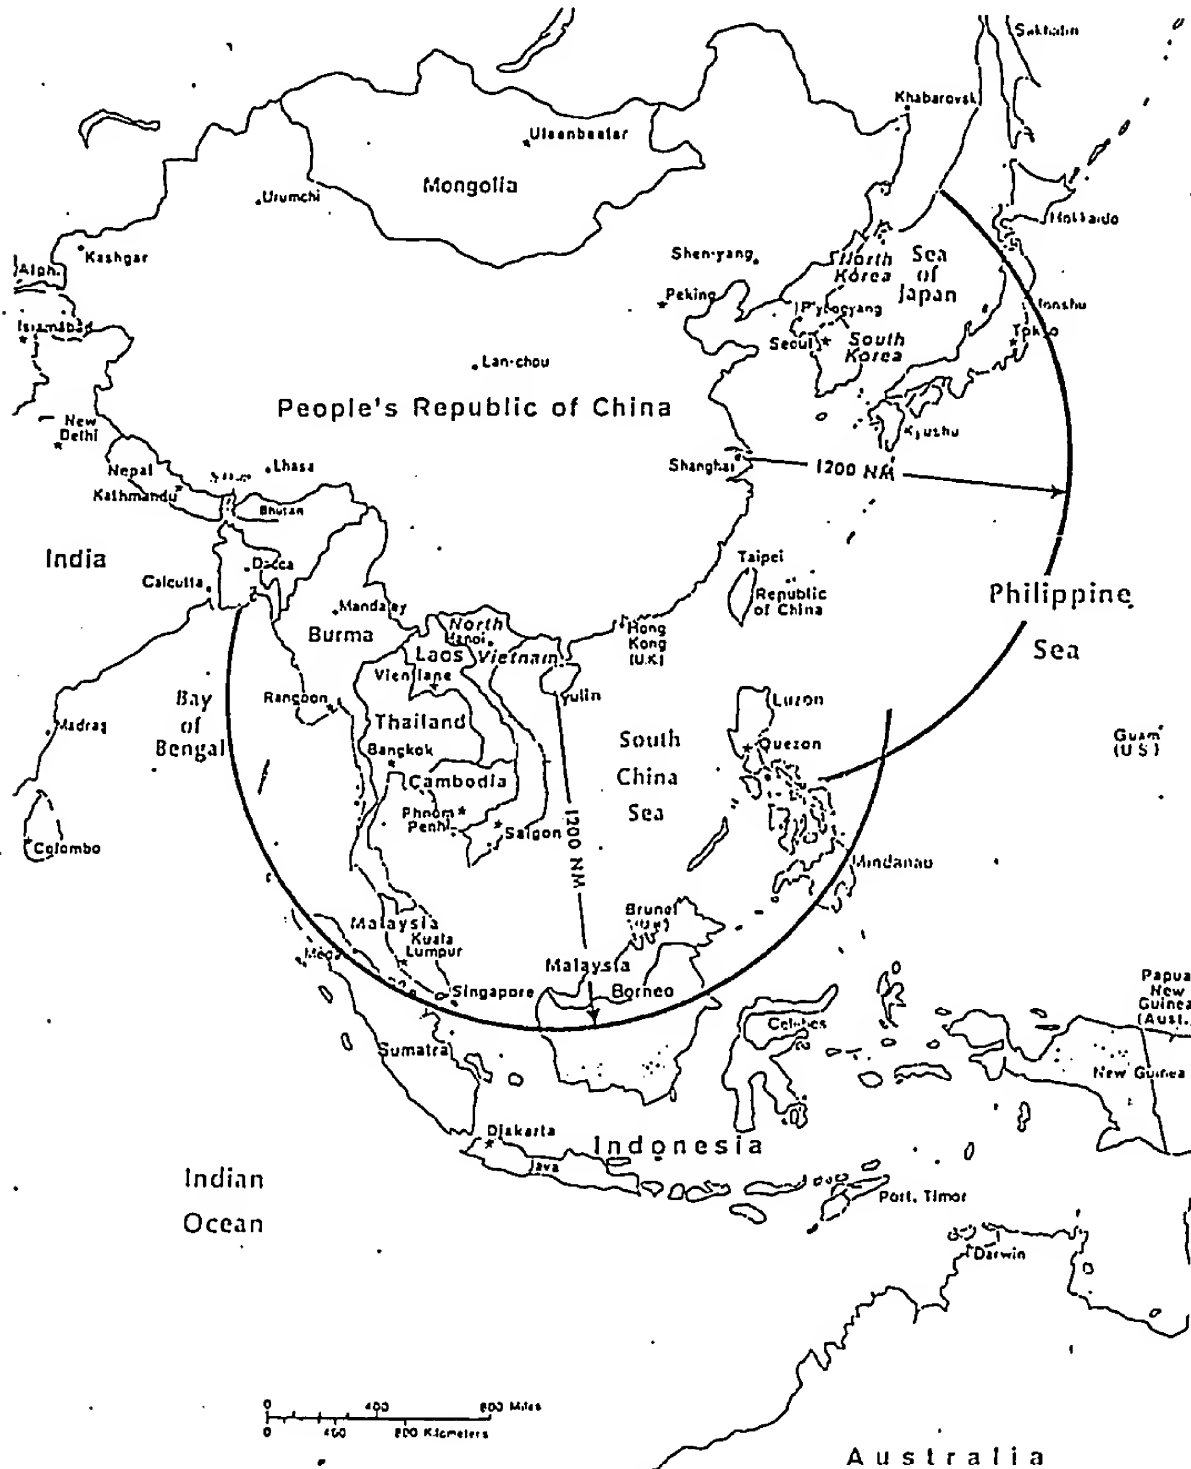 Sakhalin
Khabarovsk
Ulaanbaatar
Mongolia
Urumchi
Hokkaido
Kashgar
Shen-yang
North
Korea
Sea
of
Japan
Afph.
Peking
P'yongyang
Honshu
Islamabad
Seoul
South
Korea
Tokyo
Lan-chou
People's Republic of China
New
Delhi
Kyushu
Nepal
Lhasa
Shanghai
1200 NM
Kathmandu
Bhutan
India
Dacca
Taipei
Calcutta
Republic
of China
Philippine
Sea
Mandalay
Burma
North
Vietnam
Hanoi
Hong
Kong
(U.K.)
Laos
Vientiane
Bay
of
Bengal
Rangoon
Yulin
Luzon
Madras
Thailand
South
China
Sea
Quezon
Guam
(U S)
Bangkok
Cambodia
Phnom
Penh
Saigon
1200 NM
Colombo
Mindanao
Malaysia
Brunei
(UK)
Kuala
Lumpur
Malaysia
Singapore
Borneo
Papua
New
Guinea
(Aust.)
Celebes
Sumatra
New Guinea
Djakarta
Indonesia
Java
Indian
Ocean
Port. Timor
Darwin
0 400 800 Miles
0 400 800 Kilometers
Australia